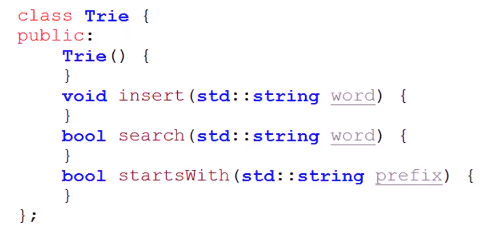 class Trie {
public:
    Trie() {
    }
    void insert(std::string word) {
    }
    bool search(std::string word) {
    }
    bool startsWith(std::string prefix) {
    }
};